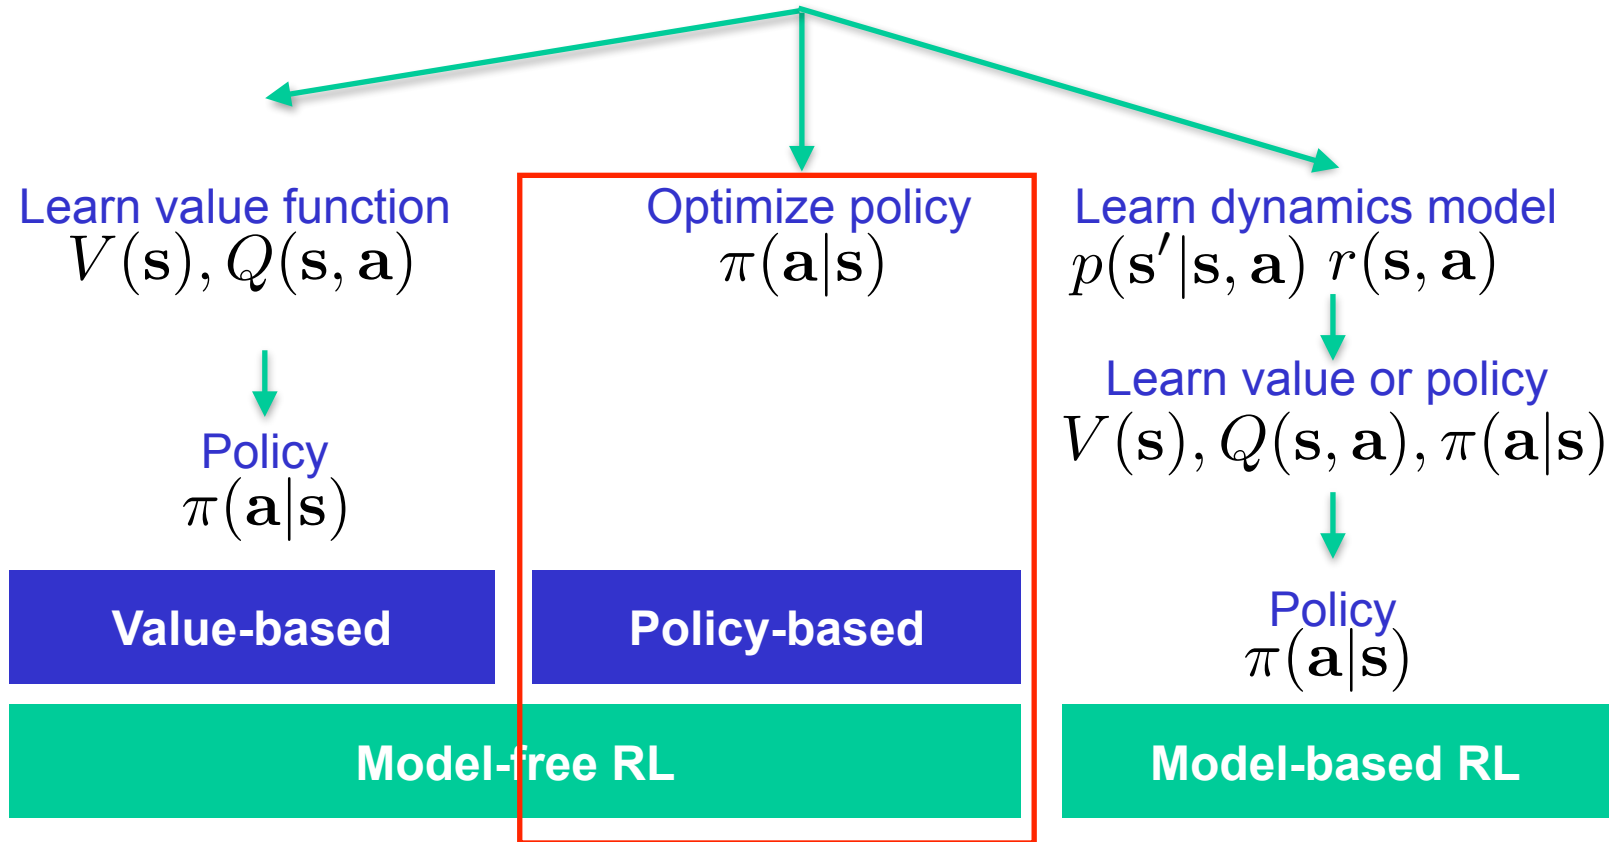 Learn value function
V(s), Q(s, a)
Policy
π(a|s)
Value-based
Optimize policy
π(a|s)
Policy-based
Model-free RL
Learn dynamics model
p(s′|s, a) r(s, a)
Learn value or policy
V(s), Q(s, a), π(a|s)
Policy
π(a|s)
Model-based RL